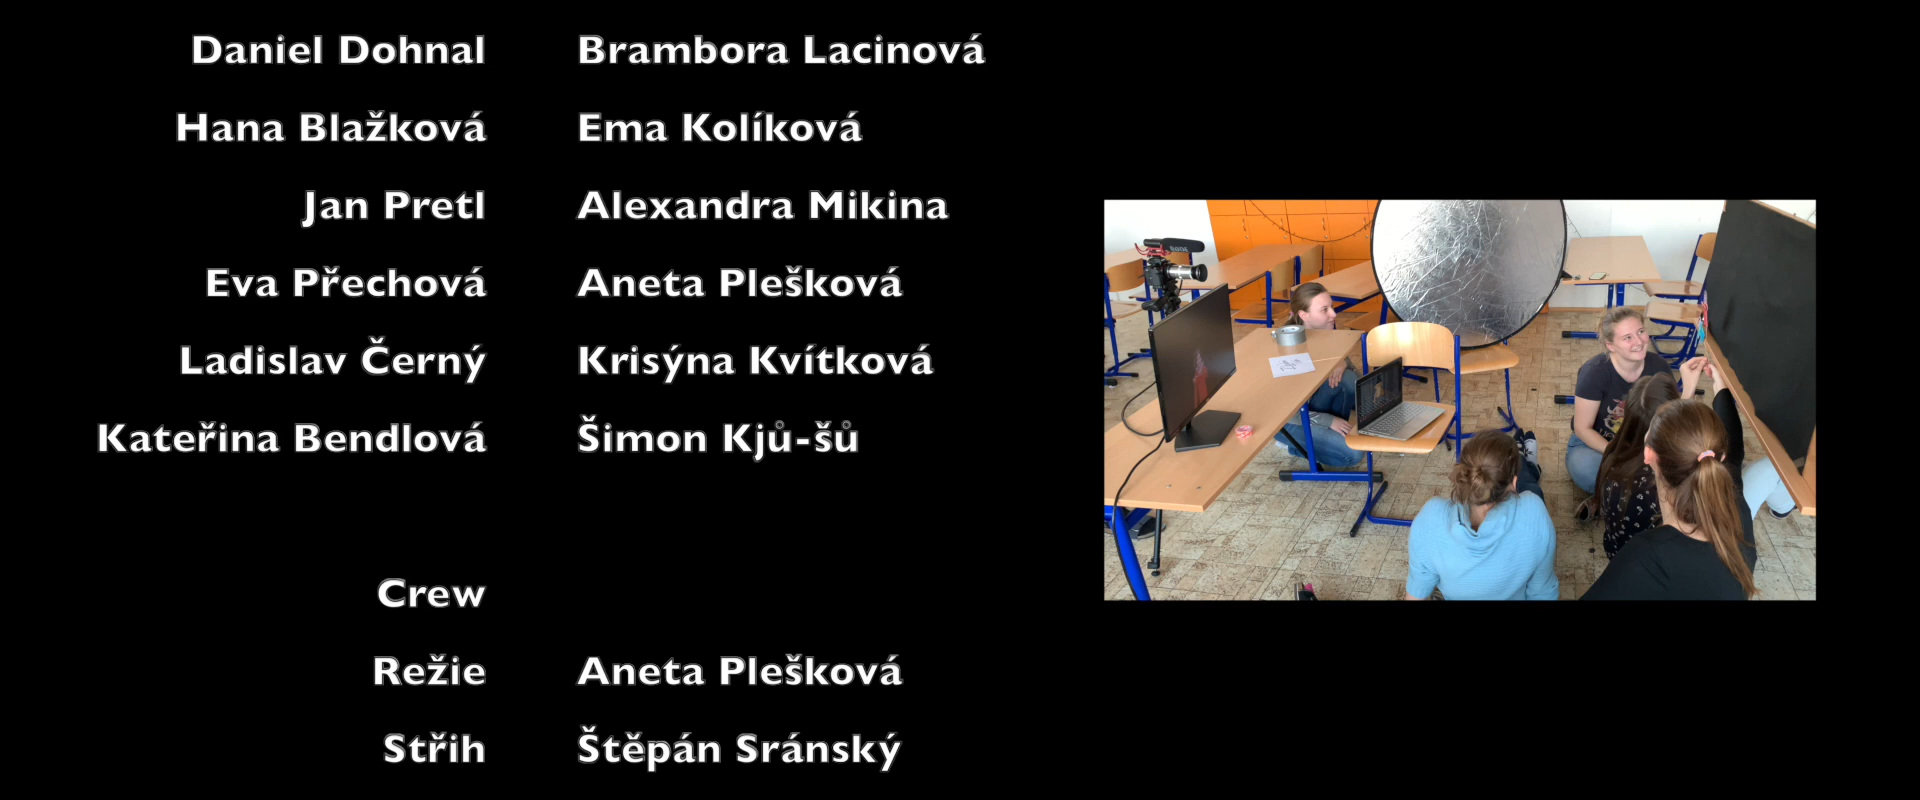 Daniel Dohnal Brambora Lacinová
Hana Blažková Ema Kolíková
Jan Pretl Alexandra Mikina
Eva Přechová Aneta Plešková
Ladislav Černý Krisýna Kvítková
Kateřina Bendlová Šimon Kjů-šů
Crew
Režie Aneta Plešková
Střih Štěpán Sránský